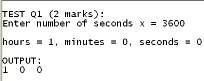 TEST Q1 (2 marks):
Enter number of seconds x = 3600
hours = 1, minutes = 0, seconds = 0
OUTPUT:
1 0 0